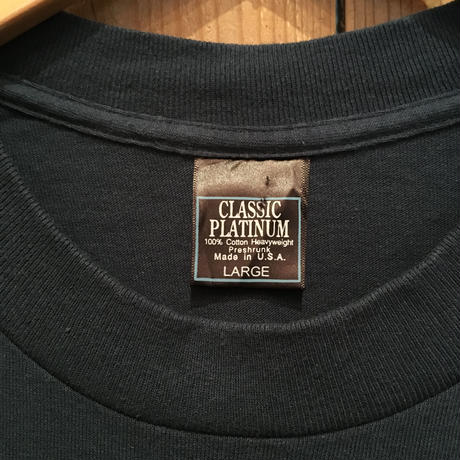 CLASSIC
PLATINUM
100% Cotton Heavyweight
Preshrunk
Made in U.S.A.
LARGE